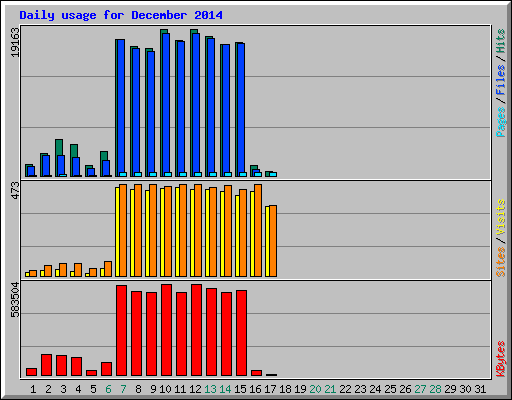 Daily usage for December 2014
19163
Pages / Files / Hits
473
Sites / Visits
583504
KBytes
1 2 3 4 5 6 7 8 9 10 11 12 13 14 15 16 17 18 19 20 21 22 23 24 25 26 27 28 29 30 31